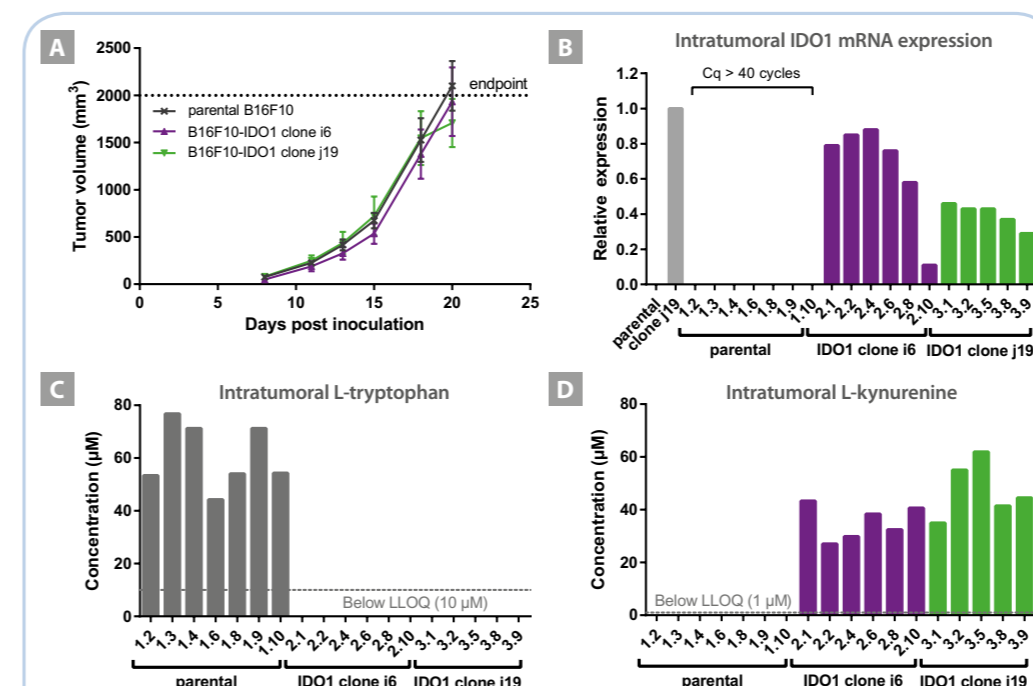 A
2500
2000
1500
1000
500
0
Tumor volume (mm³)
endpoint
parental B16F10
B16F10-IDO1 clone i6
B16F10-IDO1 clone j19
0 5 10 15 20 25
Days post inoculation
B
Intratumoral IDO1 mRNA expression
Cq > 40 cycles
1.2
1.0
0.8
0.6
0.4
0.2
0.0
Relative expression
parental clone j19 1.2 1.3 1.4 1.6 1.8 1.9 1.10 2.1 2.2 2.4 2.6 2.8 2.10 3.1 3.2 3.5 3.8 3.9
parental IDO1 clone i6 IDO1 clone j19
C
Intratumoral L-tryptophan
80
60
40
20
0
Concentration (µM)
Below LLOQ (10 µM)
1.2 1.3 1.4 1.6 1.8 1.9 1.10 2.1 2.2 2.4 2.6 2.8 2.10 3.1 3.2 3.5 3.8 3.9
parental IDO1 clone i6 IDO1 clone j19
D
Intratumoral L-kynurenine
80
60
40
20
0
Concentration (µM)
Below LLOQ (1 µM)
1.2 1.3 1.4 1.6 1.8 1.9 1.10 2.1 2.2 2.4 2.6 2.8 2.10 3.1 3.2 3.5 3.8 3.9
parental IDO1 clone i6 IDO1 clone j19